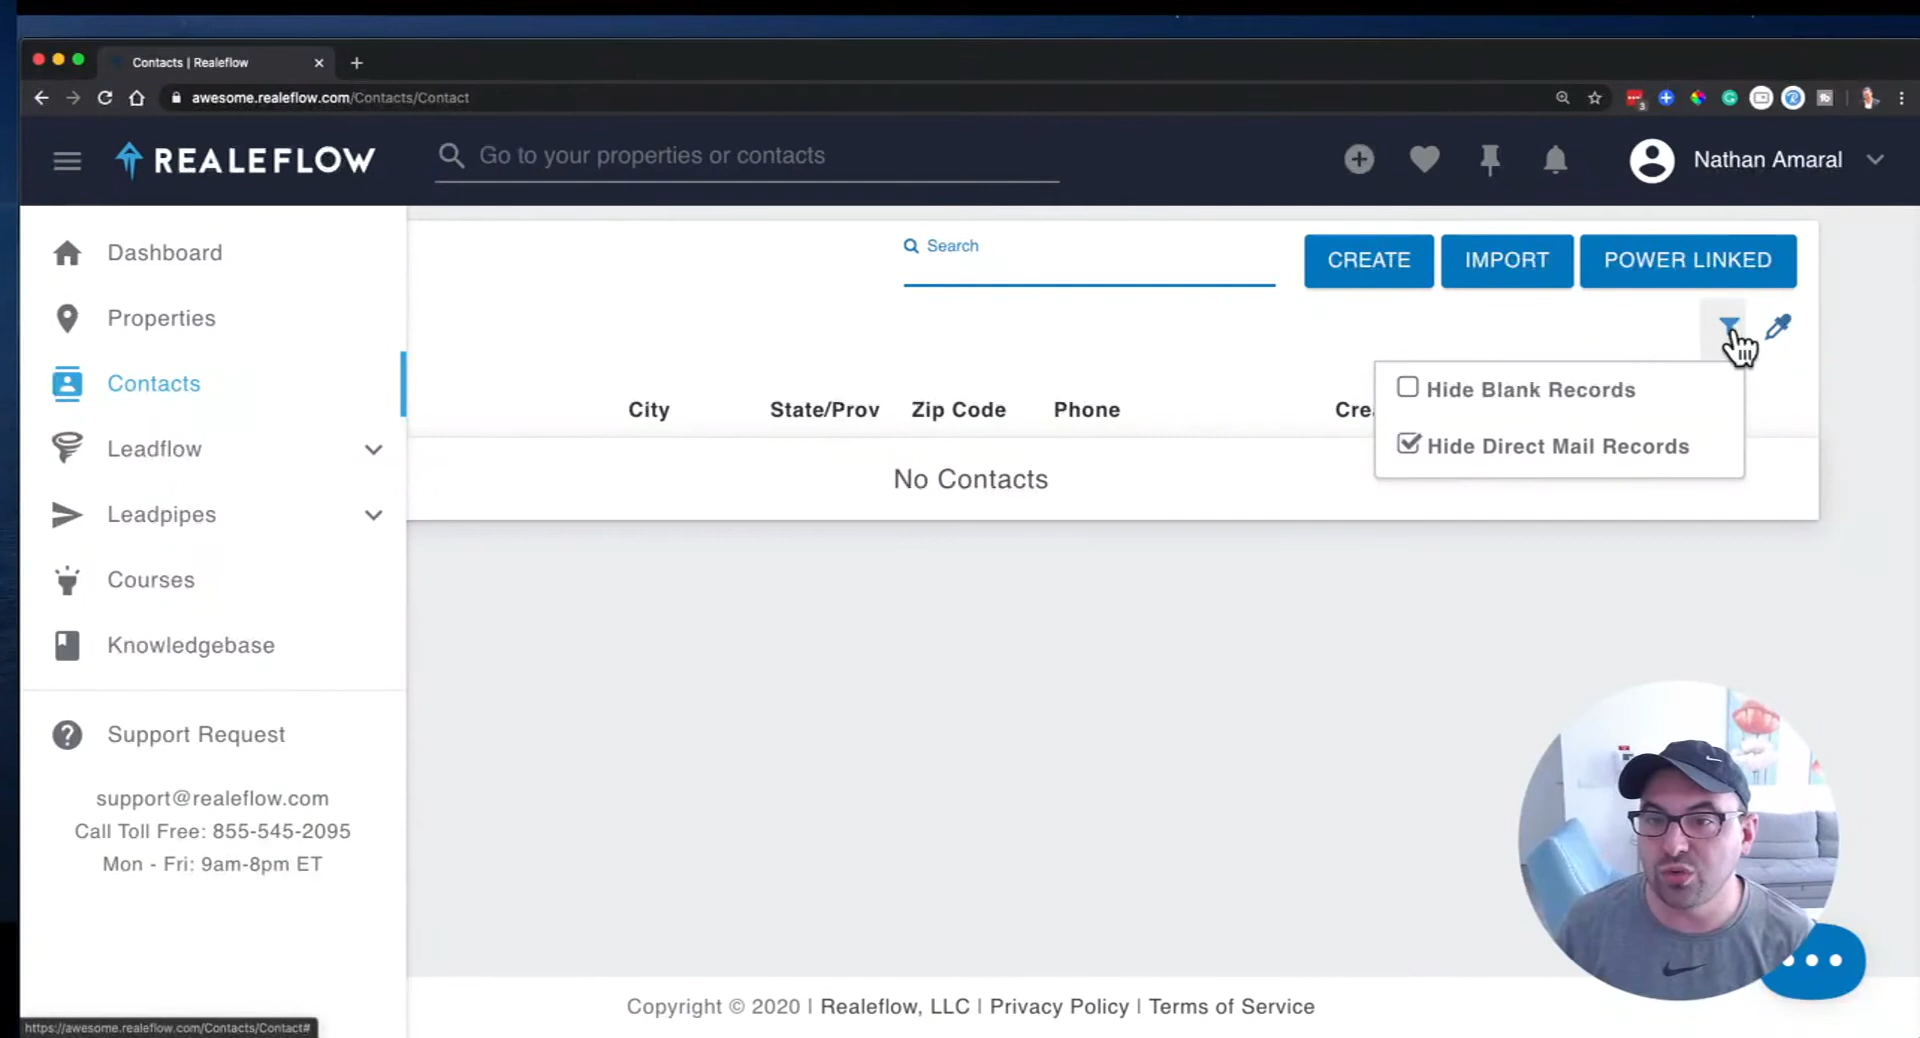 Contacts | Realeflow
awesome.realeflow.com/Contacts/Contact
3
REALEFLOW
Go to your properties or contacts
Nathan Amaral
Dashboard
Properties
Contacts
Leadflow
Leadpipes
Courses
Knowledgebase
Support Request
support@realeflow.com
Call Toll Free: 855-545-2095
Mon - Fri: 9am-8pm ET
Search
CREATE
IMPORT
POWER LINKED
Hide Blank Records
Hide Direct Mail Records
City State/Prov Zip Code Phone Crea
No Contacts
Copyright © 2020 | Realeflow, LLC | Privacy Policy | Terms of Service
https://awesome.realeflow.com/Contacts/Contact#